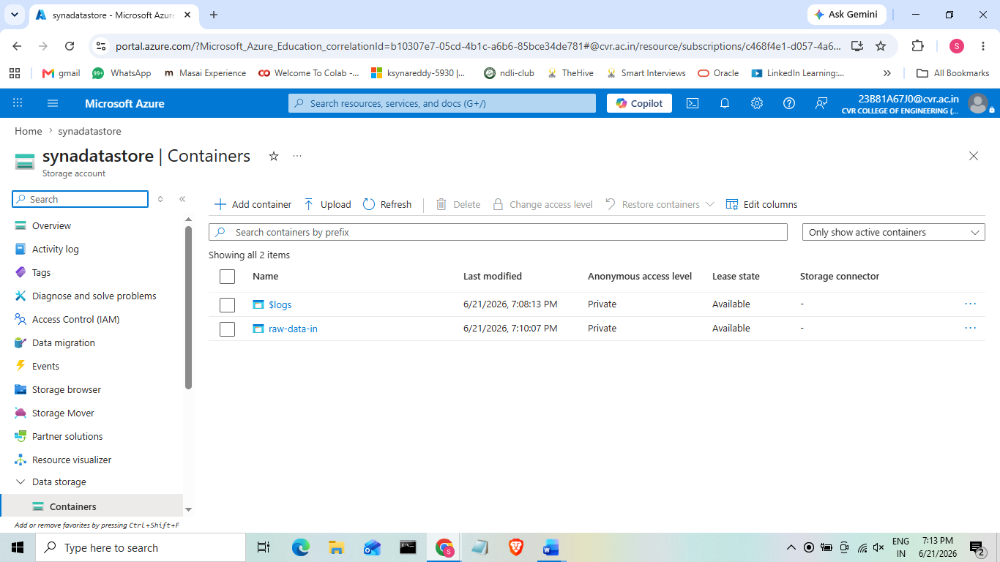 synadatastore - Microsoft Azure
Ask Gemini
portal.azure.com/?Microsoft_Azure_Education_correlationId=b10307e7-05cd-4b1c-a6b6-85bce34de781#@cvr.ac.in/resource/subscriptions/c468f4e1-d057-4a6...
S
gmail
99+ WhatsApp
m Masai Experience
Welcome To Colab -...
ksynareddy-5930 |...
ndli-club
TheHive
Smart Interviews
Oracle
LinkedIn Learning:...
All Bookmarks
Microsoft Azure
Search resources, services, and docs (G+/)
Copilot
23B81A67J0@cvr.ac.in
CVR COLLEGE OF ENGINEERING (...
Home > synadatastore
synadatastore | Containers
Storage account
Search
Add container
Upload
Refresh
Delete
Change access level
Restore containers
Edit columns
Search containers by prefix
Only show active containers
Showing all 2 items
Name Last modified Anonymous access level Lease state Storage connector
$logs 6/21/2026, 7:08:13 PM Private Available -
raw-data-in 6/21/2026, 7:10:07 PM Private Available -
Overview
Activity log
Tags
Diagnose and solve problems
Access Control (IAM)
Data migration
Events
Storage browser
Storage Mover
Partner solutions
Resource visualizer
Data storage
Containers
Add or remove favorites by pressing Ctrl+Shift+F
Type here to search
ENG
IN
7:13 PM
6/21/2026
2